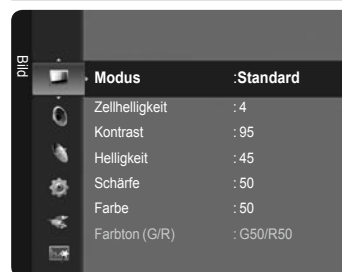 Bild
Modus :Standard
Zellhelligkeit : 4
Kontrast : 95
Helligkeit : 45
Schärfe : 50
Farbe : 50
Farbton (G/R) : G50/R50